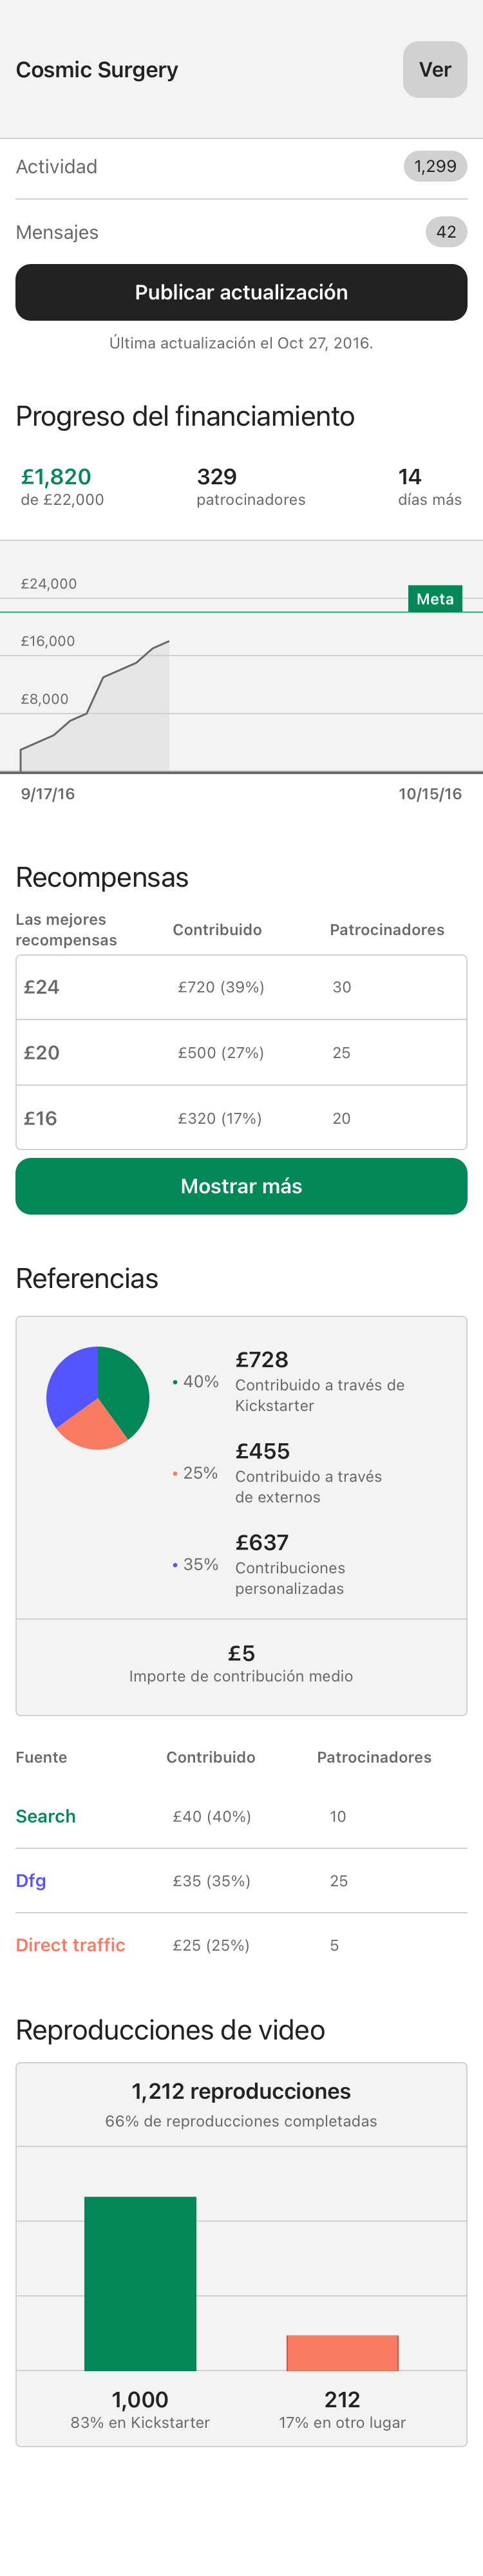 Cosmic Surgery
Ver
Actividad
1,299
Mensajes
42
Publicar actualización
Última actualización el Oct 27, 2016.
Progreso del financiamiento
£1,820
de £22,000
329
patrocinadores
14
días más
£24,000
Meta
£16,000
£8,000
9/17/16
10/15/16
Recompensas
Las mejores
recompensas
Contribuido
Patrocinadores
£24
£720 (39%)
30
£20
£500 (27%)
25
£16
£320 (17%)
20
Mostrar más
Referencias
40%
£728
Contribuido a través de
Kickstarter
25%
£455
Contribuido a través
de externos
35%
£637
Contribuciones
personalizadas
£5
Importe de contribución medio
Fuente
Contribuido
Patrocinadores
Search
£40 (40%)
10
Dfg
£35 (35%)
25
Direct traffic
£25 (25%)
5
Reproducciones de video
1,212 reproducciones
66% de reproducciones completadas
1,000
83% en Kickstarter
212
17% en otro lugar